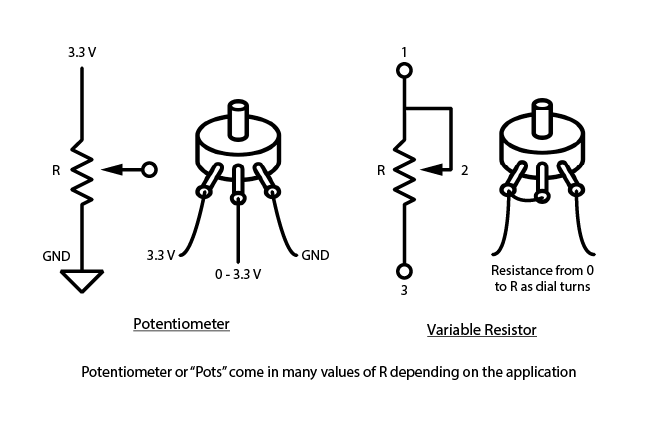 3.3 V
R
GND
3.3 V
0 - 3.3 V
GND
Potentiometer
1
R
2
3
Resistance from 0
to R as dial turns
Variable Resistor
Potentiometer or “Pots” come in many values of R depending on the application